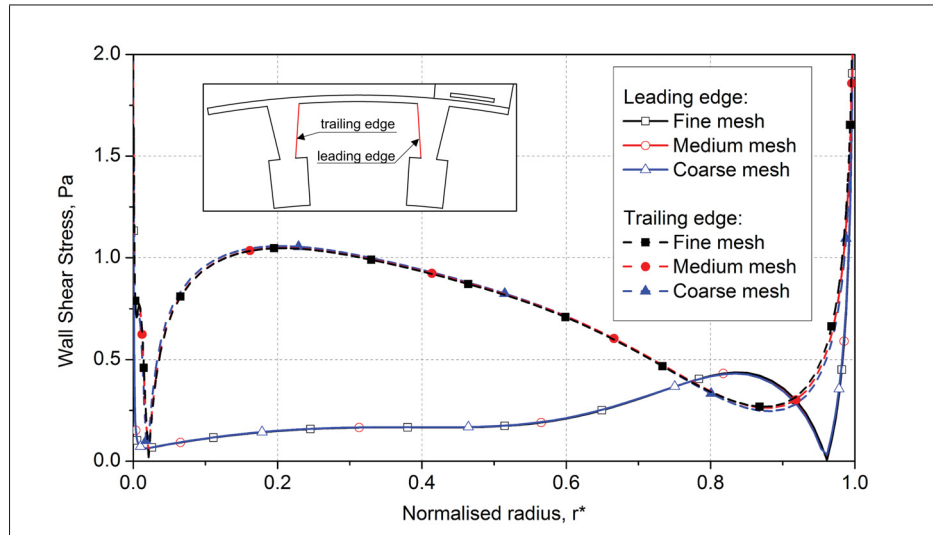 2.0
1.5
1.0
0.5
0.0
Wall Shear Stress, Pa
0.0
0.2
0.4
0.6
0.8
1.0
Normalised radius, r*
trailing edge
leading edge
Leading edge:
Fine mesh
Medium mesh
Coarse mesh
Trailing edge:
Fine mesh
Medium mesh
Coarse mesh